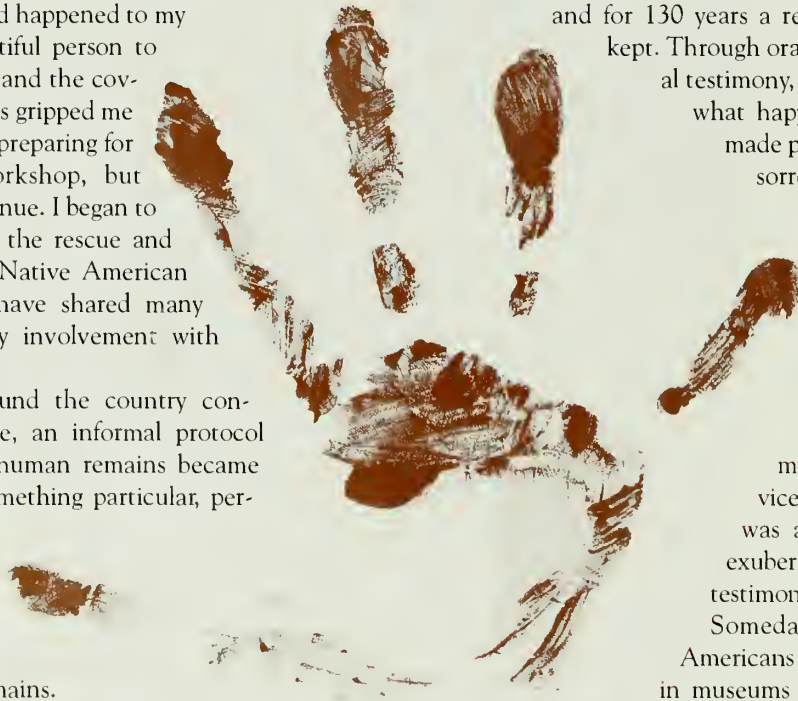 d happened to my
tiful person to
and the cov-
s gripped me
preparing for
orkshop, but
nue. I began to
the rescue and
Native American
have shared many
y involvement with
und the country con-
e, an informal protocol
human remains became
mething particular, per-
nains.
and for 130 years a re
kept. Through ora
al testimony,
what hap
made p
sorr
m
vice
was a
exuber
testimon
Someda
Americans
in museums